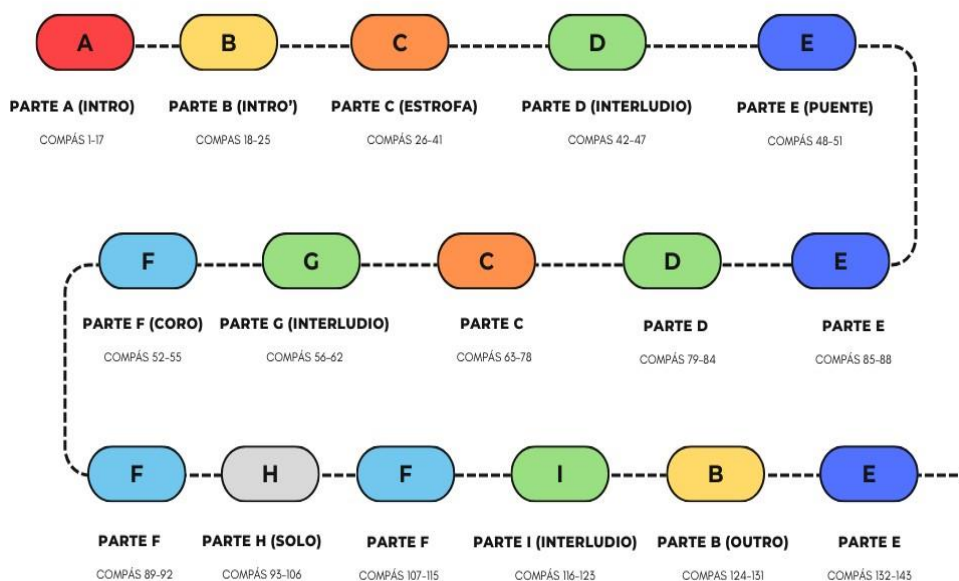 A B C D E
PARTE A (INTRO) PARTE B (INTRO’) PARTE C (ESTROFA) PARTE D (INTERLUDIO) PARTE E (PUENTE)
COMPÁS 1-17 COMPAS 18-25 COMPÁS 26-41 COMPAS 42-47 COMPÁS 48-51
F G C D E
PARTE F (CORO) PARTE G (INTERLUDIO) PARTE C PARTE D PARTE E
COMPÁS 52-55 COMPÁS 56-62 COMPÁS 63-78 COMPÁS 79-84 COMPÁS 85-88
F H F I B E
PARTE F PARTE H (SOLO) PARTE F PARTE I (INTERLUDIO) PARTE B (OUTRO) PARTE E
COMPÁS 89-92 COMPÁS 93-106 COMPÁS 107-115 COMPÁS 116-123 COMPAS 124-131 COMPÁS 132-143